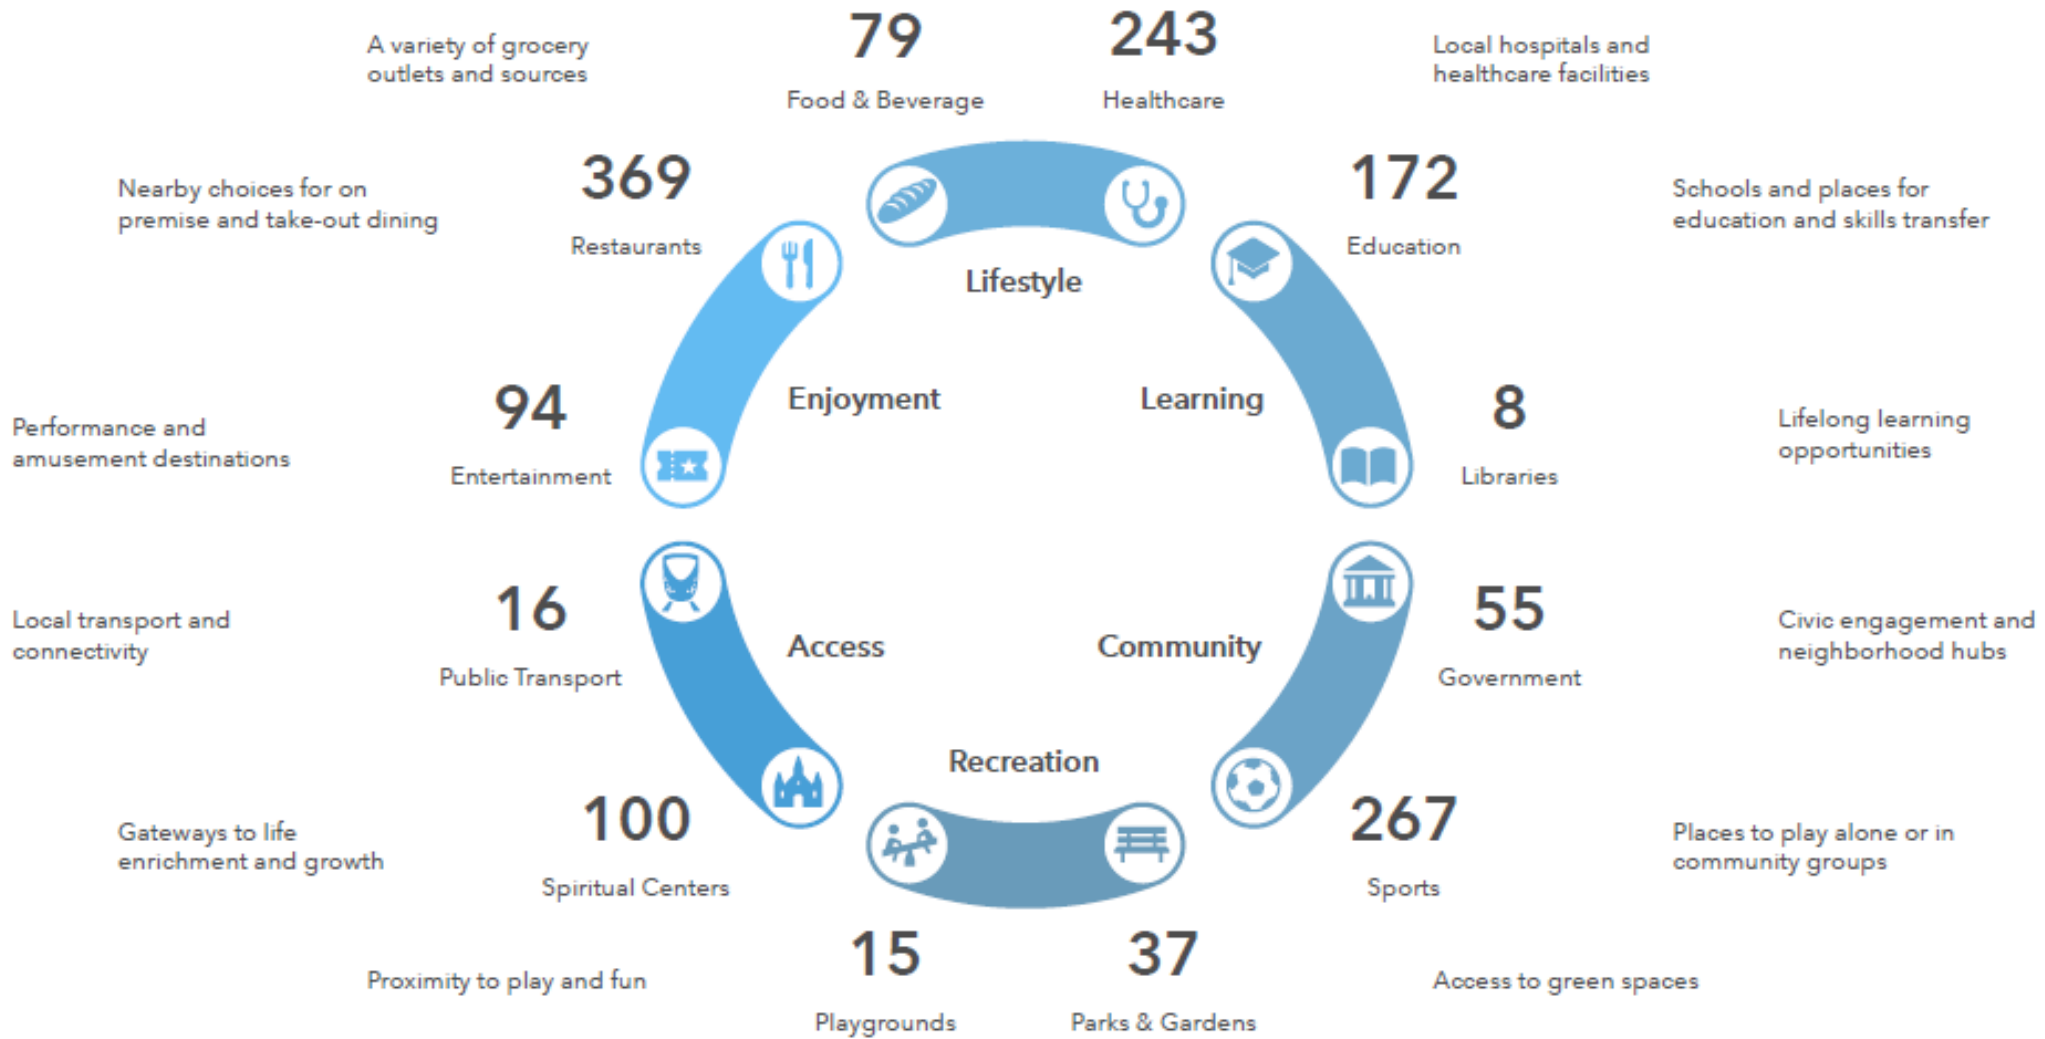 A variety of grocery
outlets and sources
79
Food & Beverage
243
Healthcare
Local hospitals and
healthcare facilities
Nearby choices for on
premise and take-out dining
369
Restaurants
172
Education
Schools and places for
education and skills transfer
Lifestyle
Enjoyment
Learning
Performance and
amusement destinations
94
Entertainment
8
Libraries
Lifelong learning
opportunities
Local transport and
connectivity
16
Public Transport
Access
Community
55
Government
Civic engagement and
neighborhood hubs
Recreation
Gateways to life
enrichment and growth
100
Spiritual Centers
267
Sports
Places to play alone or in
community groups
Proximity to play and fun
15
Playgrounds
37
Parks & Gardens
Access to green spaces